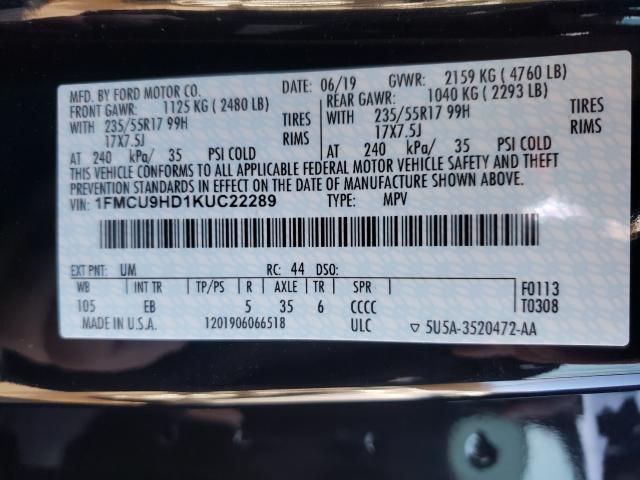 MFD. BY FORD MOTOR CO. DATE: 06/19 GVWR: 2159 KG ( 4760 LB)
FRONT GAWR: 1125 KG ( 2480 LB) REAR GAWR: 1040 KG ( 2293 LB)
WITH 235/55R17 99H TIRES WITH 235/55R17 99H TIRES
17X7.5J RIMS 17X7.5J RIMS
AT 240 kPa/ 35 PSI COLD AT 240 kPa/ 35 PSI COLD
THIS VEHICLE CONFORMS TO ALL APPLICABLE FEDERAL MOTOR VEHICLE SAFETY AND THEFT
PREVENTION STANDARDS IN EFFECT ON THE DATE OF MANUFACTURE SHOWN ABOVE.
VIN: 1FMCU9HD1KUC22289 TYPE: MPV
EXT PNT: UM RC: 44 DSO:
WB INT TR TP/PS R AXLE TR SPR F0113
105 EB 5 35 6 CCCC T0308
MADE IN U.S.A. 1201906066518 ULC ▽ 5U5A-3520472-AA